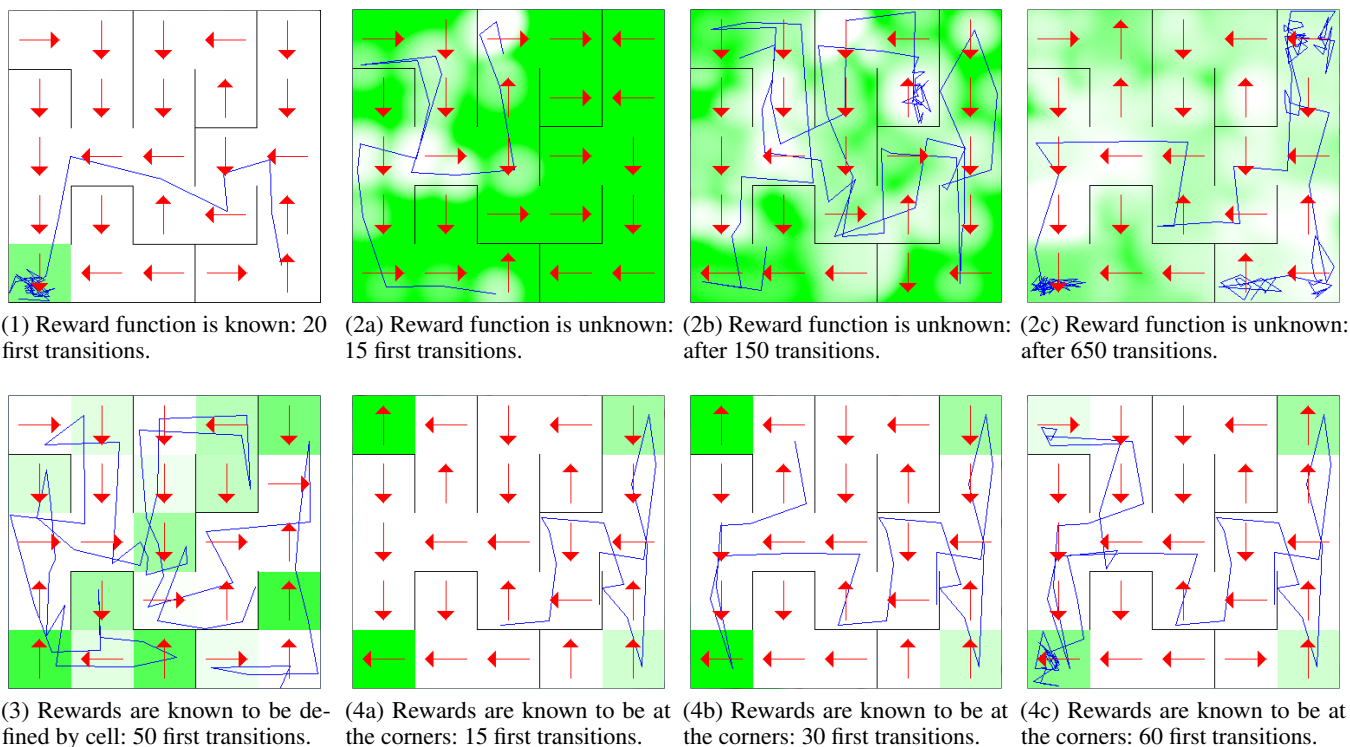 (1) Reward function is known: 20
first transitions.
(2a) Reward function is unknown:
15 first transitions.
(2b) Reward function is unknown:
after 150 transitions.
(2c) Reward function is unknown:
after 650 transitions.
(3) Rewards are known to be de-
fined by cell: 50 first transitions.
(4a) Rewards are known to be at
the corners: 15 first transitions.
(4b) Rewards are known to be at
the corners: 30 first transitions.
(4c) Rewards are known to be at
the corners: 60 first transitions.